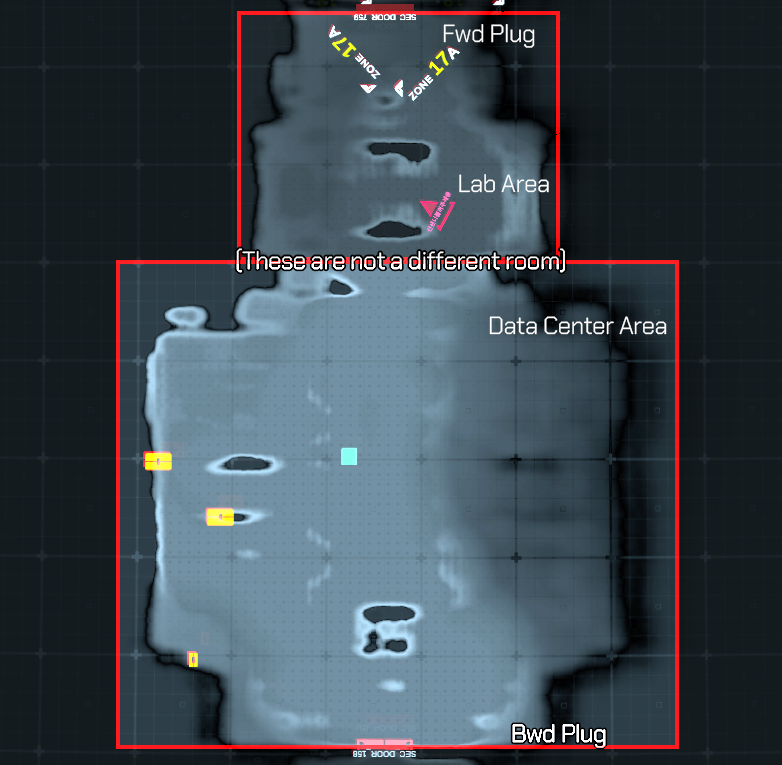 SEC DOOR 759
Fwd Plug
ZONE 17A
ZONE 17A
Lab Area
(These are not a different room)
Data Center Area
Bwd Plug
SEC DOOR 158